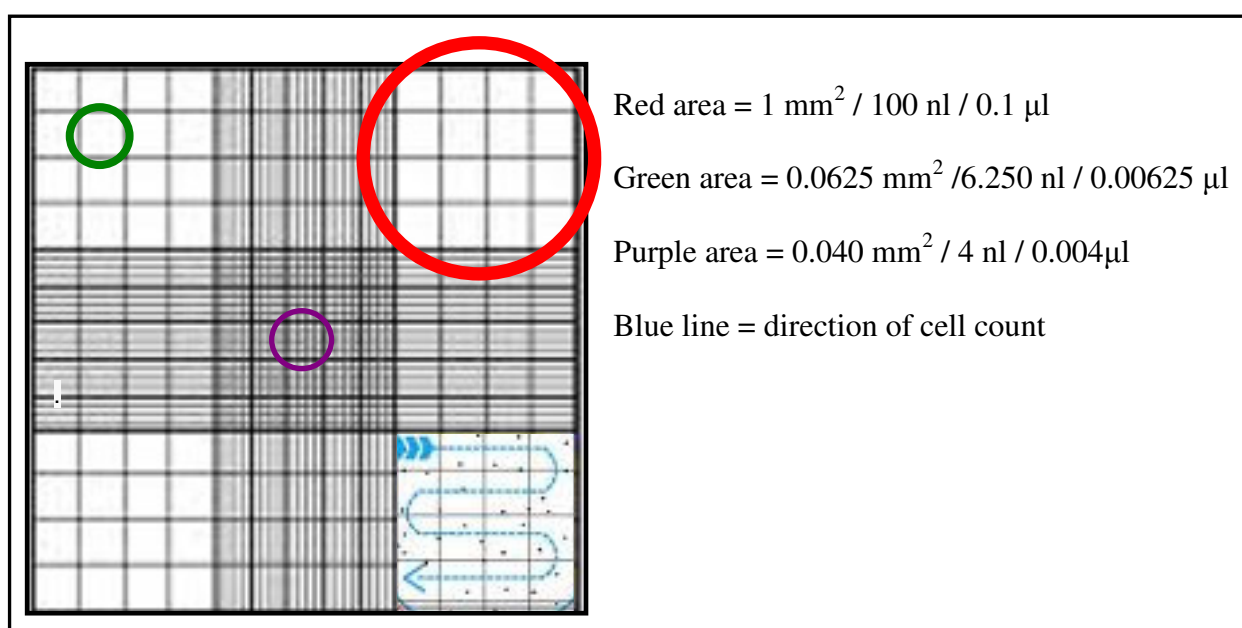 Red area = 1 mm² / 100 nl / 0.1 µl
Green area = 0.0625 mm² /6.250 nl / 0.00625 µl
Purple area = 0.040 mm² / 4 nl / 0.004µl
Blue line = direction of cell count
.